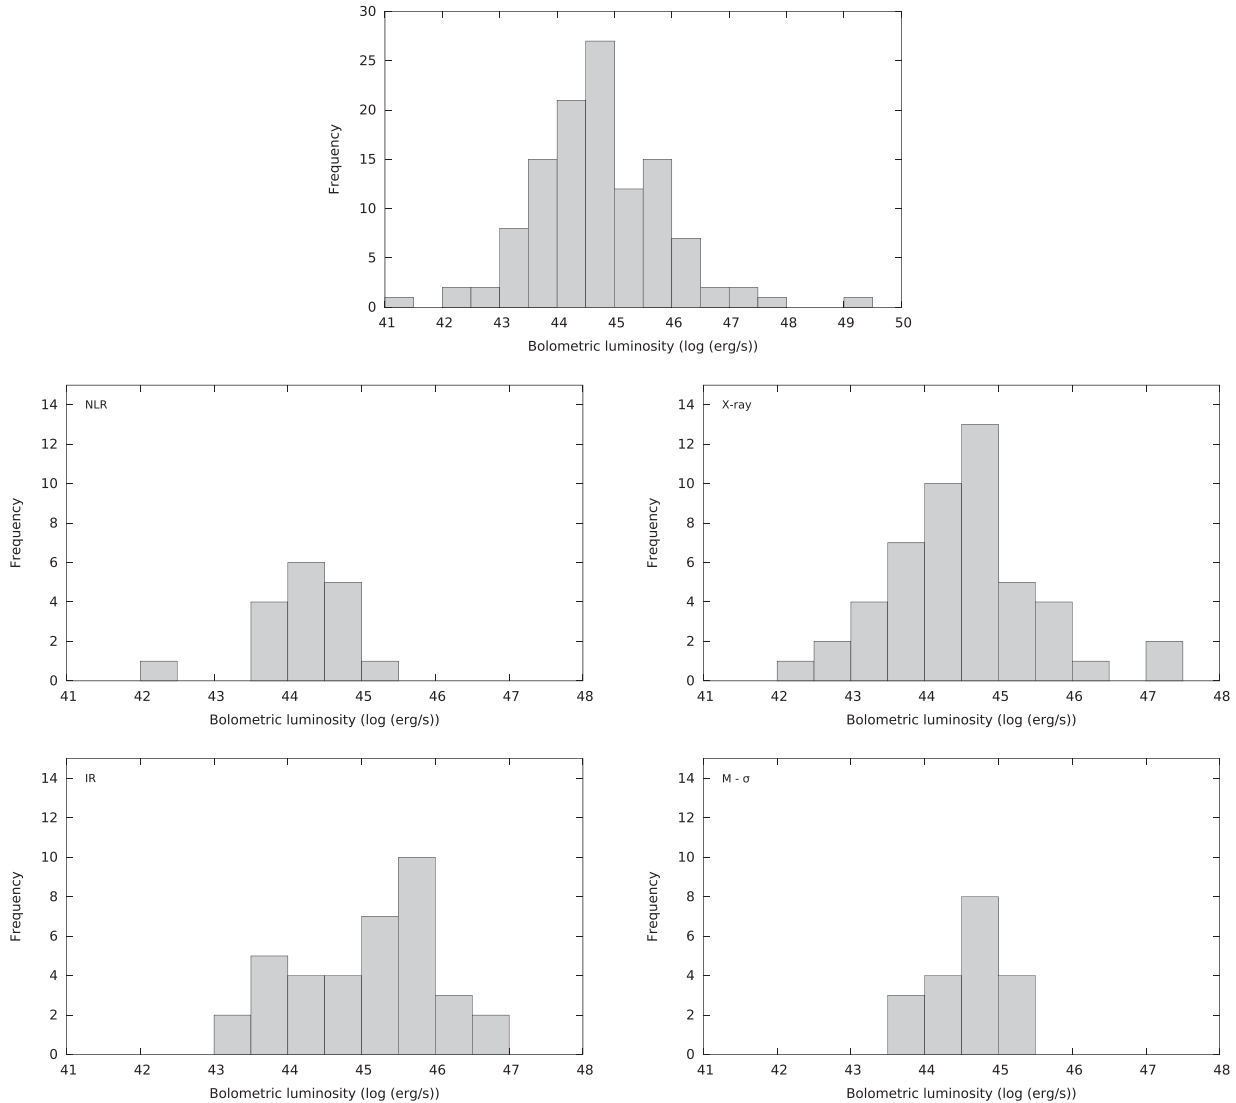 30
25
20
15
10
5
0
Frequency
41 42 43 44 45 46 47 48 49 50
Bolometric luminosity (log (erg/s))
NLR
14
12
10
8
6
4
2
0
Frequency
41 42 43 44 45 46 47 48
Bolometric luminosity (log (erg/s))
X-ray
14
12
10
8
6
4
2
0
Frequency
41 42 43 44 45 46 47 48
Bolometric luminosity (log (erg/s))
IR
14
12
10
8
6
4
2
0
Frequency
41 42 43 44 45 46 47 48
Bolometric luminosity (log (erg/s))
M - σ
14
12
10
8
6
4
2
0
Frequency
41 42 43 44 45 46 47 48
Bolometric luminosity (log (erg/s))